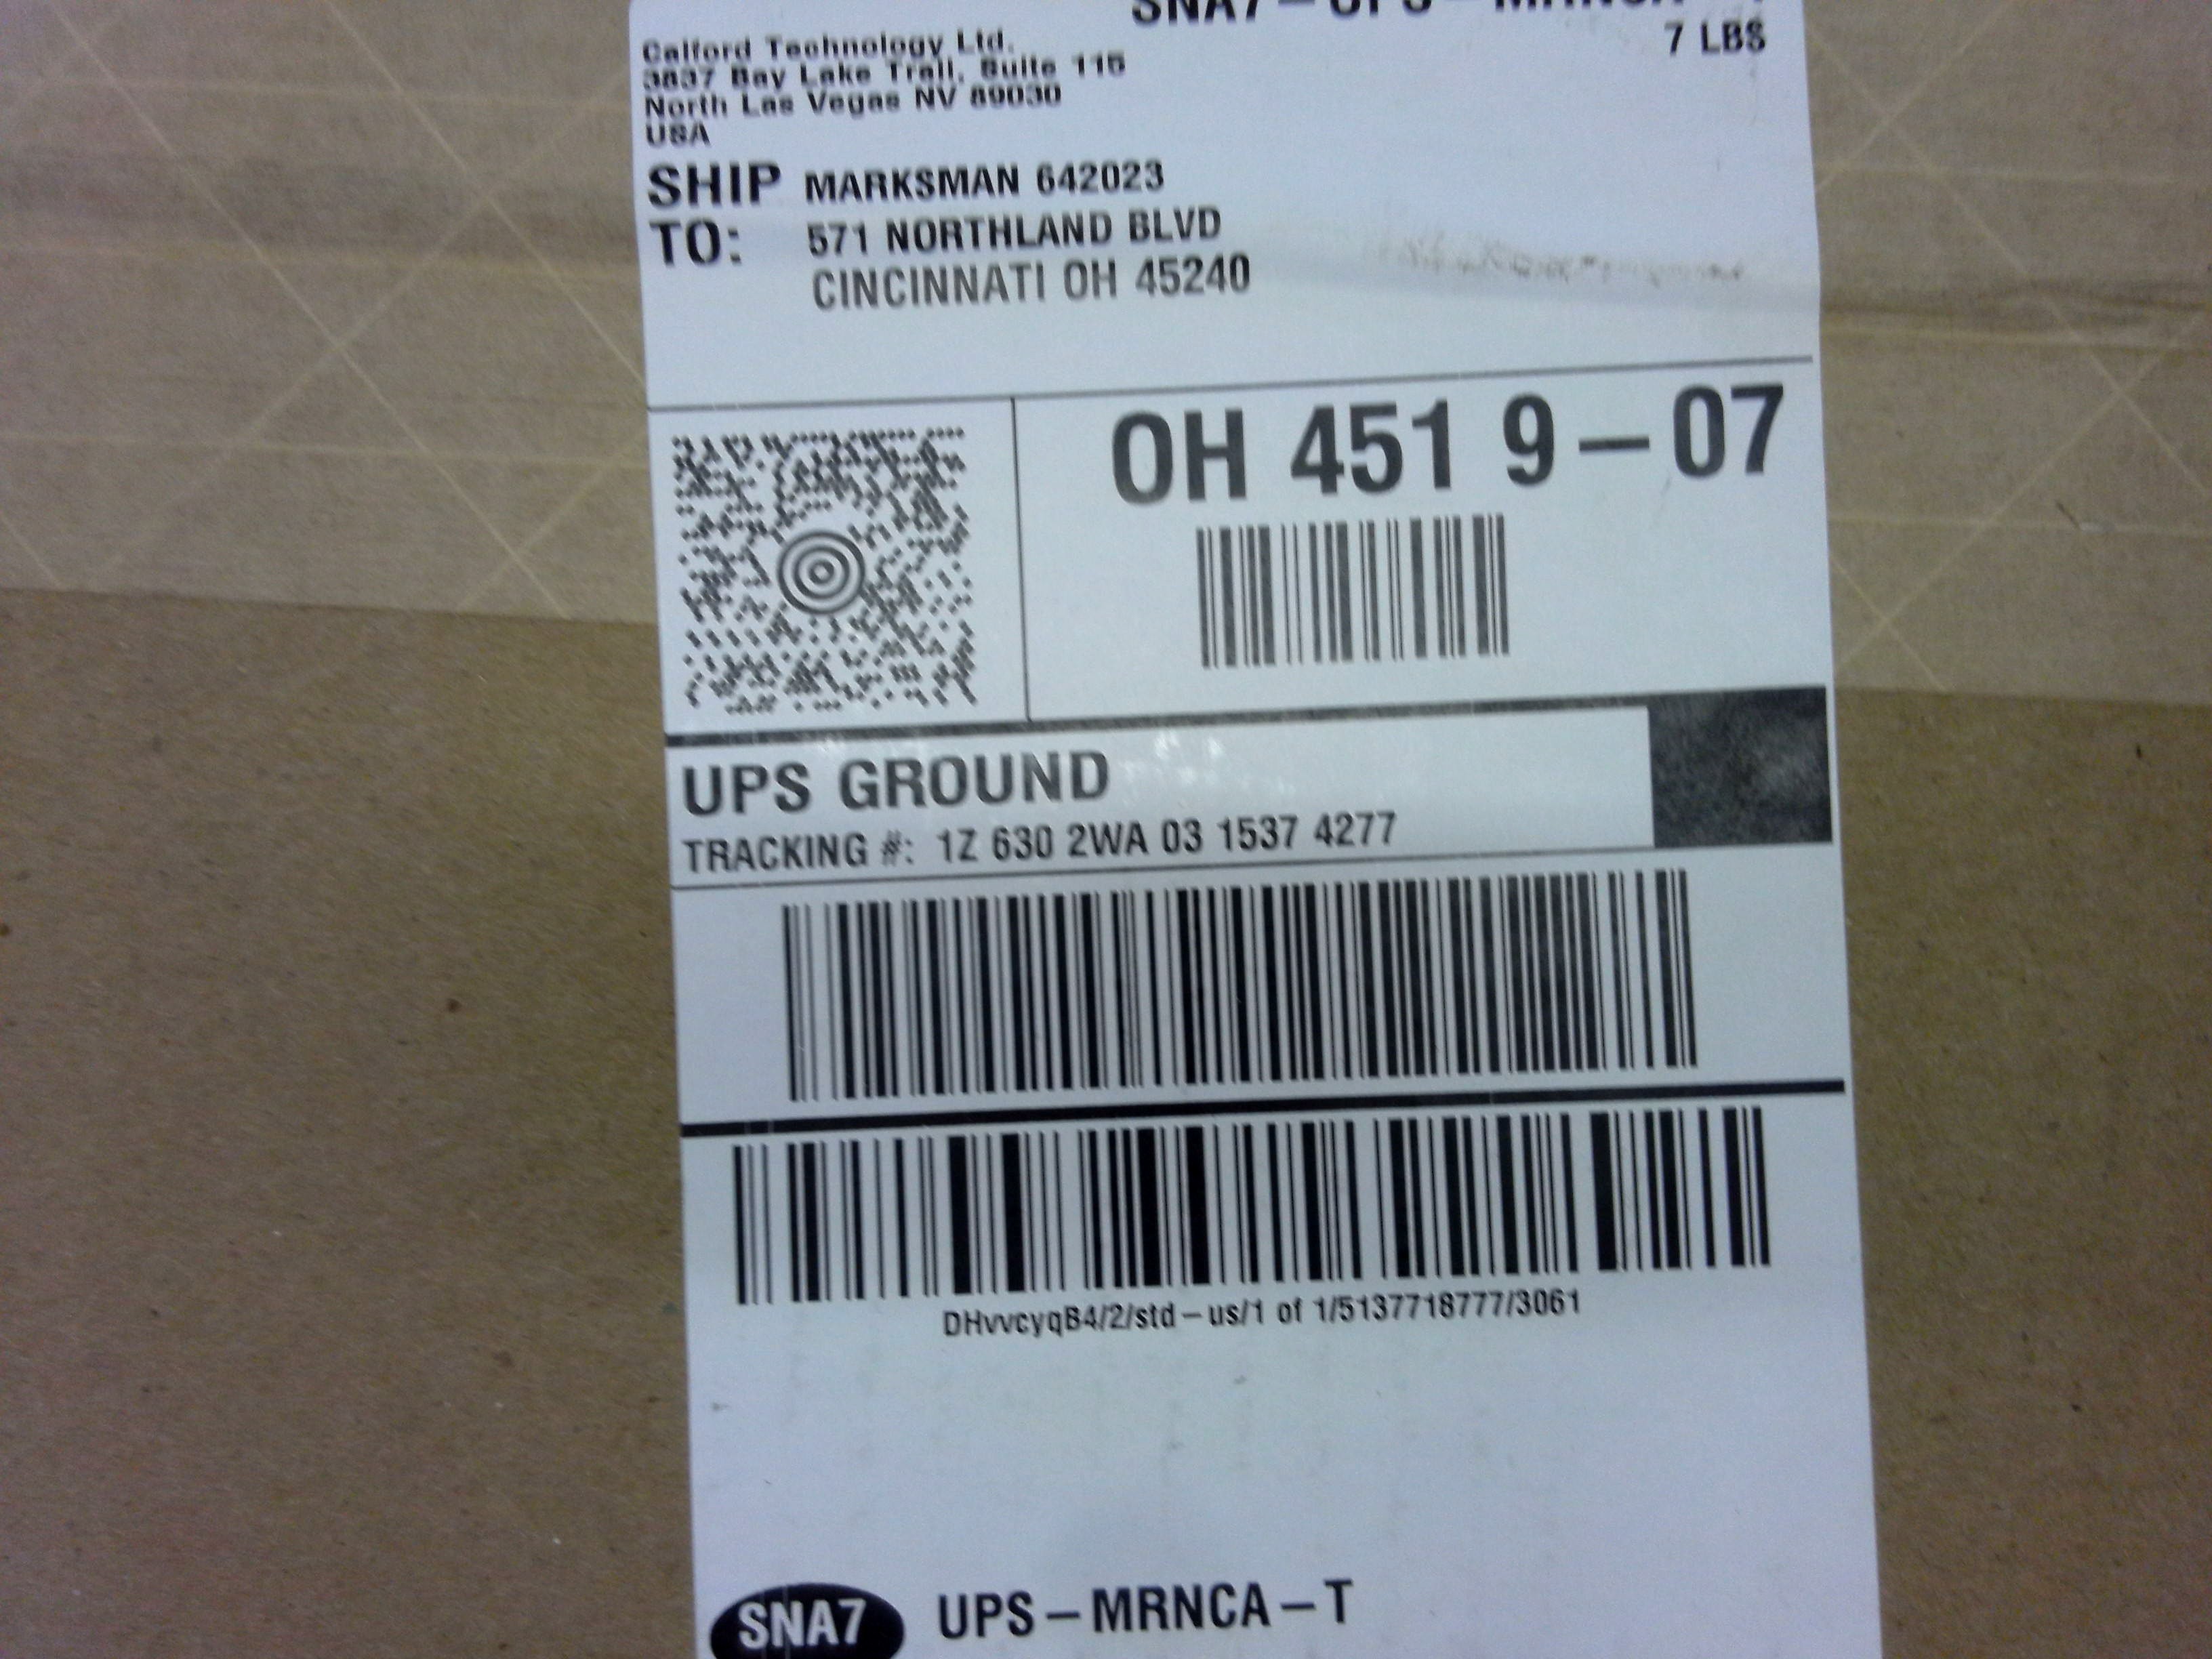 7 LBS
Calford Technology Ltd.
3837 Bay Lake Trail, Suite 115
North Las Vegas NV 89030
USA
SHIP TO:
MARKSMAN 642023
571 NORTHLAND BLVD
CINCINNATI OH 45240
OH 451 9-07
UPS GROUND
TRACKING #: 1Z 630 2WA 03 1537 4277
DHvvcyqB4/2/std-us/1 of 1/5137718777/3061
SNA7 UPS-MRNCA-T